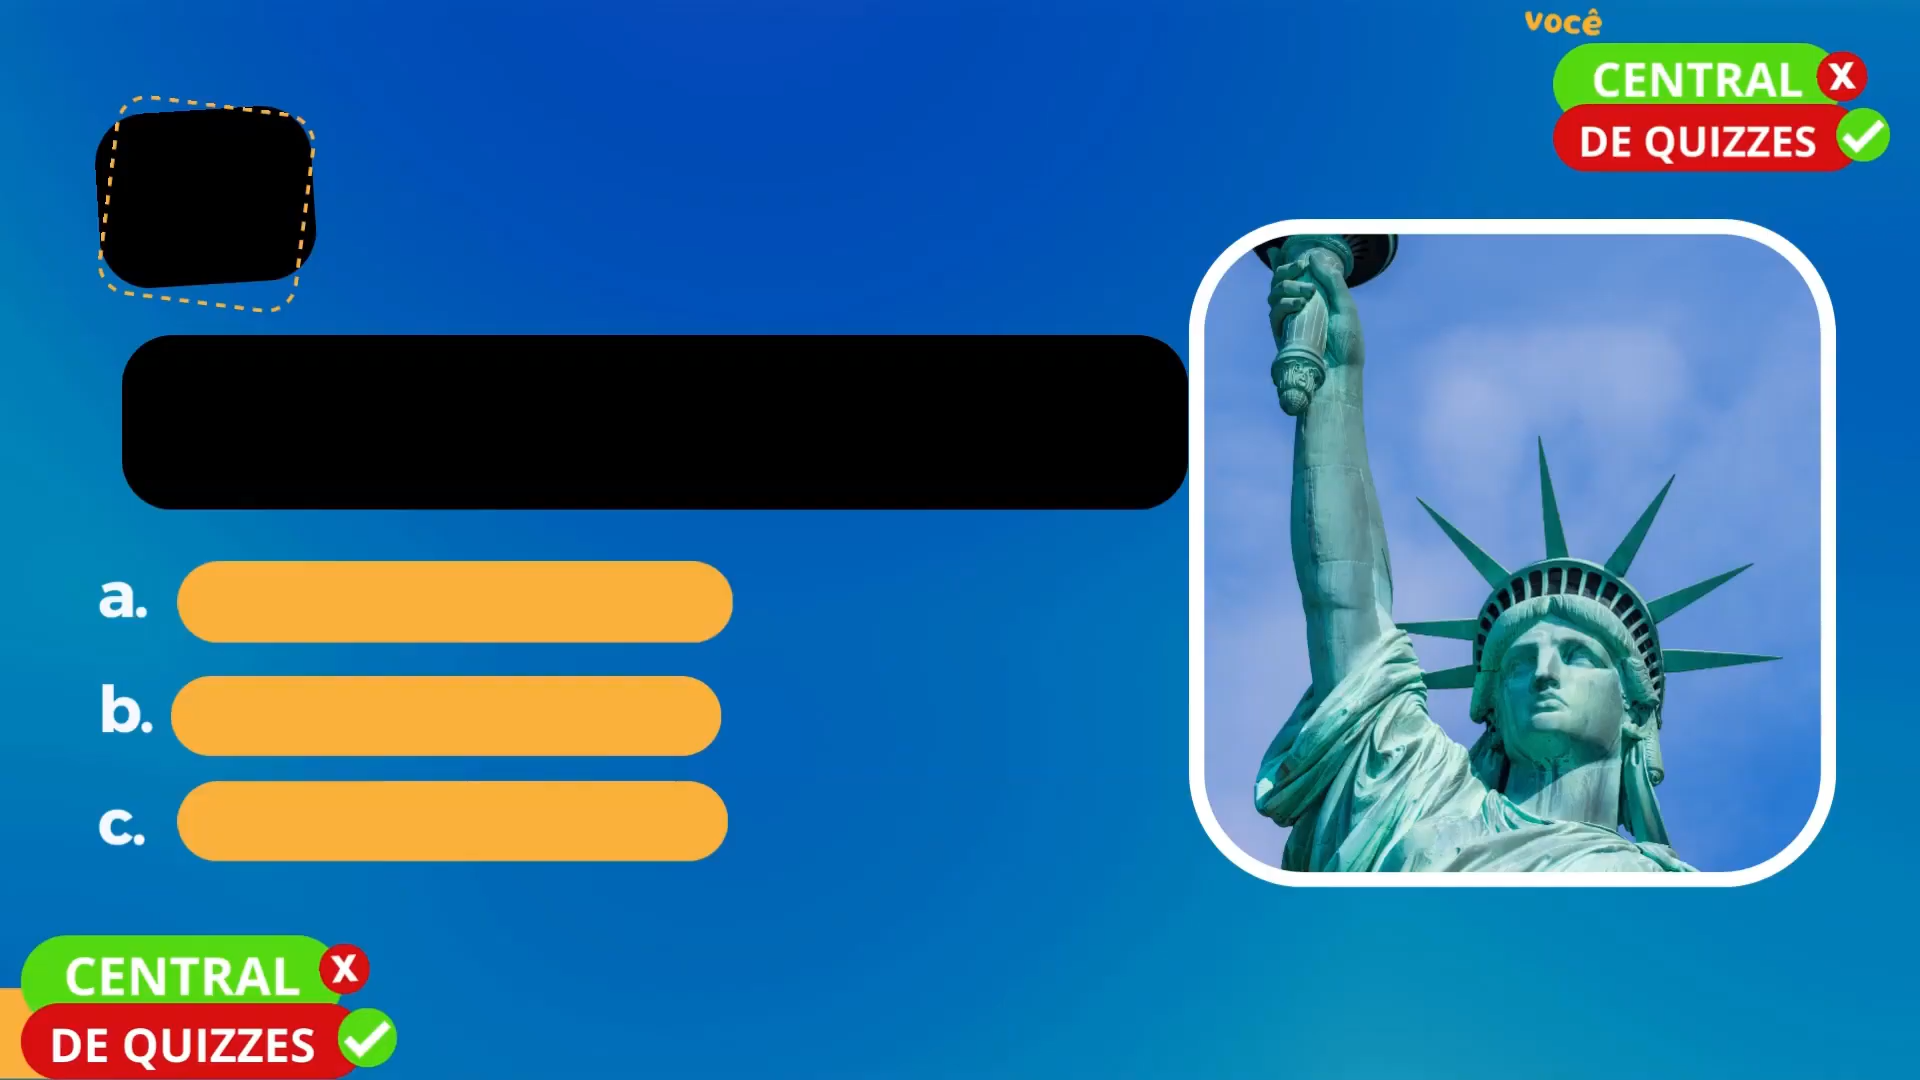 você
CENTRAL X
DE QUIZZES
a.
b.
c.
CENTRAL X
DE QUIZZES